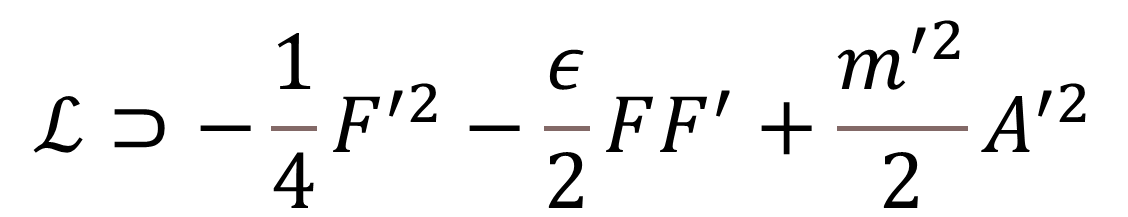 ℒ ⊃ − 1/4 F′² − ϵ/2 FF′ + m′²/2 A′²